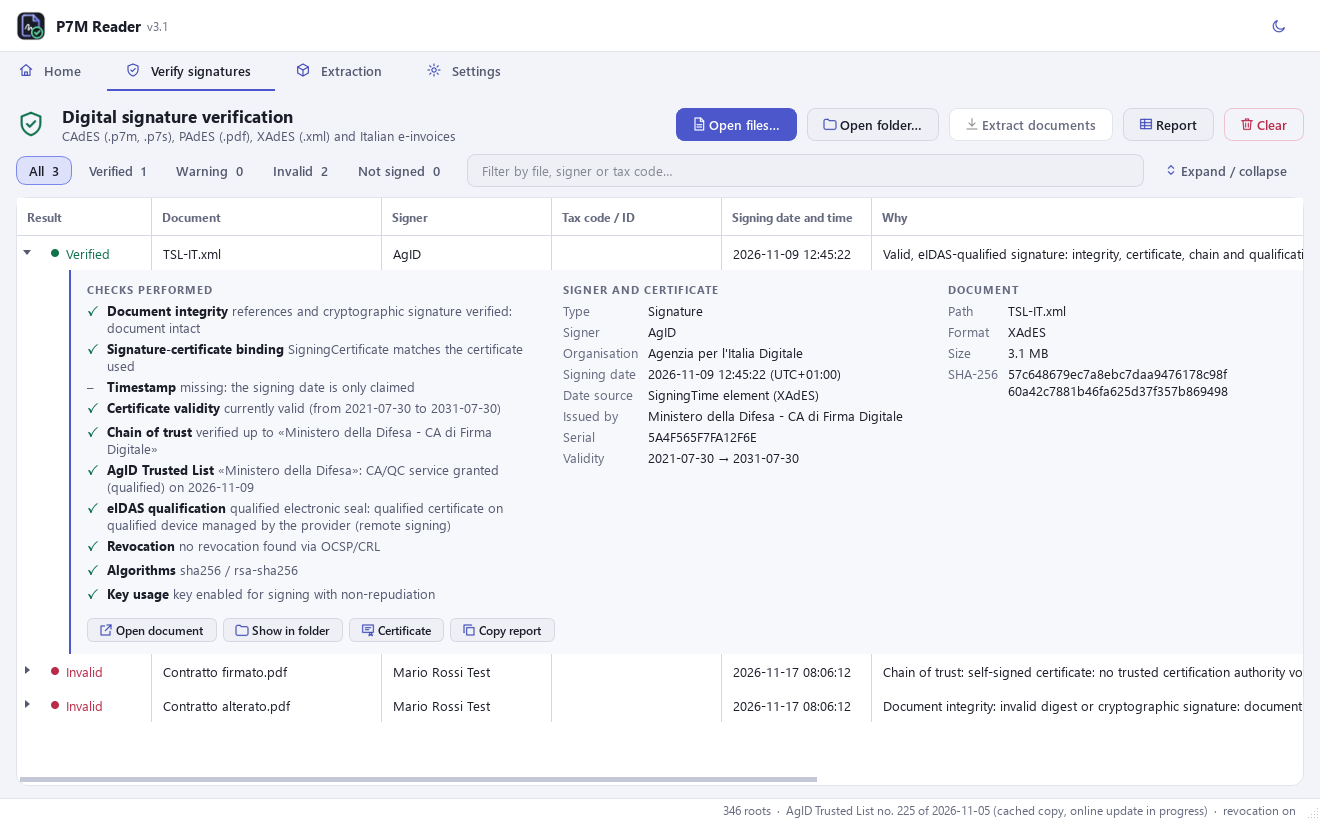 P7M Reader v3.1
Home Verify signatures Extraction Settings
Digital signature verification
CAdES (.p7m, .p7s), PAdES (.pdf), XAdES (.xml) and Italian e-invoices
Open files... Open folder... Extract documents Report Clear
All 3 Verified 1 Warning 0 Invalid 2 Not signed 0 Filter by file, signer or tax code... Expand / collapse
Result Document Signer Tax code / ID Signing date and time Why
Verified TSL-IT.xml AgID 2026-11-09 12:45:22 Valid, eIDAS-qualified signature: integrity, certificate, chain and qualificati
CHECKS PERFORMED
✓ Document integrity references and cryptographic signature verified:
document intact
✓ Signature-certificate binding SigningCertificate matches the certificate
used
– Timestamp missing: the signing date is only claimed
✓ Certificate validity currently valid (from 2021-07-30 to 2031-07-30)
✓ Chain of trust verified up to «Ministero della Difesa - CA di Firma
Digitale»
✓ AgID Trusted List «Ministero della Difesa»: CA/QC service granted
(qualified) on 2026-11-09
✓ eIDAS qualification qualified electronic seal: qualified certificate on
qualified device managed by the provider (remote signing)
✓ Revocation no revocation found via OCSP/CRL
✓ Algorithms sha256 / rsa-sha256
✓ Key usage key enabled for signing with non-repudiation
SIGNER AND CERTIFICATE
Type Signature
Signer AgID
Organisation Agenzia per l'Italia Digitale
Signing date 2026-11-09 12:45:22 (UTC+01:00)
Date source SigningTime element (XAdES)
Issued by Ministero della Difesa - CA di Firma Digitale
Serial 5A4F565F7FA12F6E
Validity 2021-07-30 → 2031-07-30
DOCUMENT
Path TSL-IT.xml
Format XAdES
Size 3.1 MB
SHA-256 57c648679ec7a8ebc7daa9476178c98f
60a42c7881b46fa625d37f357b869498
Open document Show in folder Certificate Copy report
Invalid Contratto firmato.pdf Mario Rossi Test 2026-11-17 08:06:12 Chain of trust: self-signed certificate: no trusted certification authority vo
Invalid Contratto alterato.pdf Mario Rossi Test 2026-11-17 08:06:12 Document integrity: invalid digest or cryptographic signature: document
346 roots · AgID Trusted List no. 225 of 2026-11-05 (cached copy, online update in progress) · revocation on